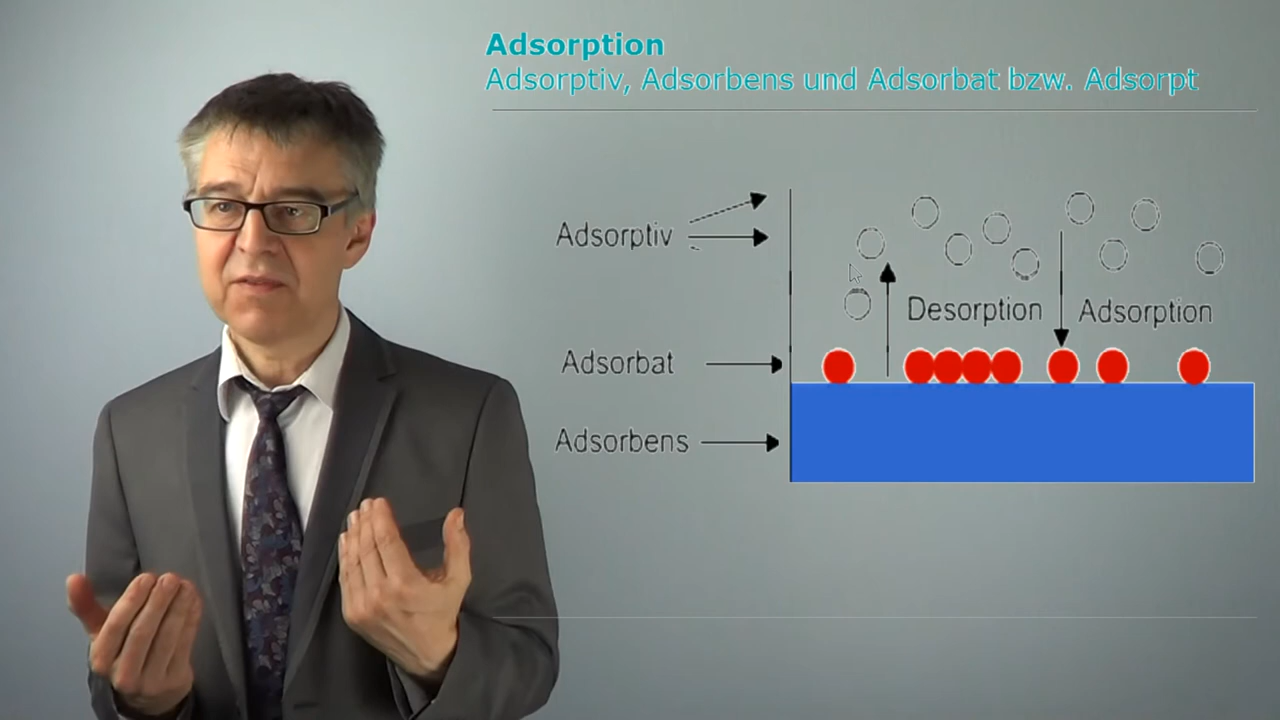 Adsorption
Adsorptiv, Adsorbens und Adsorbat bzw. Adsorpt
Adsorptiv
Desorption
Adsorption
Adsorbat
Adsorbens